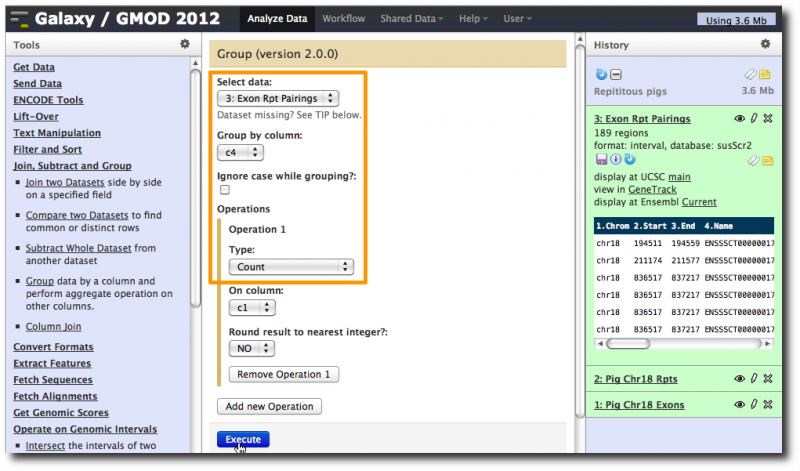 Galaxy / GMOD 2012
Analyze Data
Workflow
Shared Data
Help
User
Using 3.6 Mb
Tools
Get Data
Send Data
ENCODE Tools
Lift-Over
Text Manipulation
Filter and Sort
Join, Subtract and Group
Join two Datasets side by side
on a specified field
Compare two Datasets to find
common or distinct rows
Subtract Whole Dataset from
another dataset
Group data by a column and
perform aggregate operation on
other columns.
Column Join
Convert Formats
Extract Features
Fetch Sequences
Fetch Alignments
Get Genomic Scores
Operate on Genomic Intervals
Intersect the intervals of two
Group (version 2.0.0)
Select data:
3: Exon Rpt Pairings
Dataset missing? See TIP below.
Group by column:
c4
Ignore case while grouping?:
Operations
Operation 1
Type:
Count
On column:
c1
Round result to nearest integer?:
NO
Remove Operation 1
Add new Operation
Execute
History
Repititous pigs
3.6 Mb
3: Exon Rpt Pairings
189 regions
format: interval, database: susScr2
display at UCSC main
view in GeneTrack
display at Ensembl Current
1.Chrom 2.Start 3.End 4.Name
chr18 194511 194559 ENSSSCT00000017
chr18 211174 211577 ENSSSCT00000017
chr18 836517 837217 ENSSSCT00000017
chr18 836517 837217 ENSSSCT00000017
chr18 836517 837217 ENSSSCT00000017
2: Pig Chr18 Rpts
1: Pig Chr18 Exons